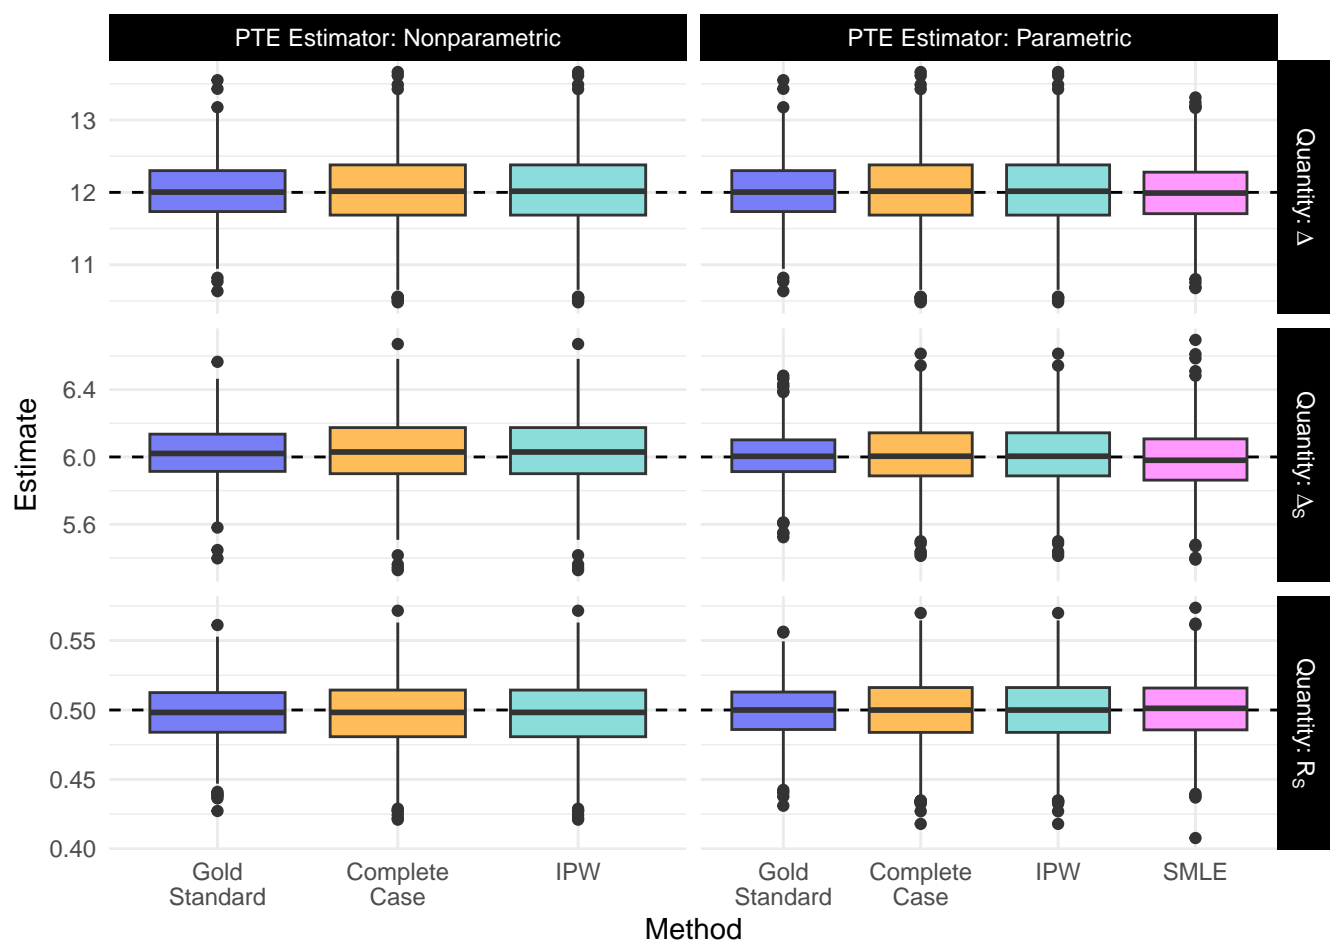 PTE Estimator: Nonparametric
PTE Estimator: Parametric
13
12
11
Quantity: Δ
6.4
6.0
5.6
Quantity: ΔS
0.55
0.50
0.45
0.40
Quantity: RS
Estimate
Gold
Standard
Complete
Case
IPW
Gold
Standard
Complete
Case
IPW
SMLE
Method